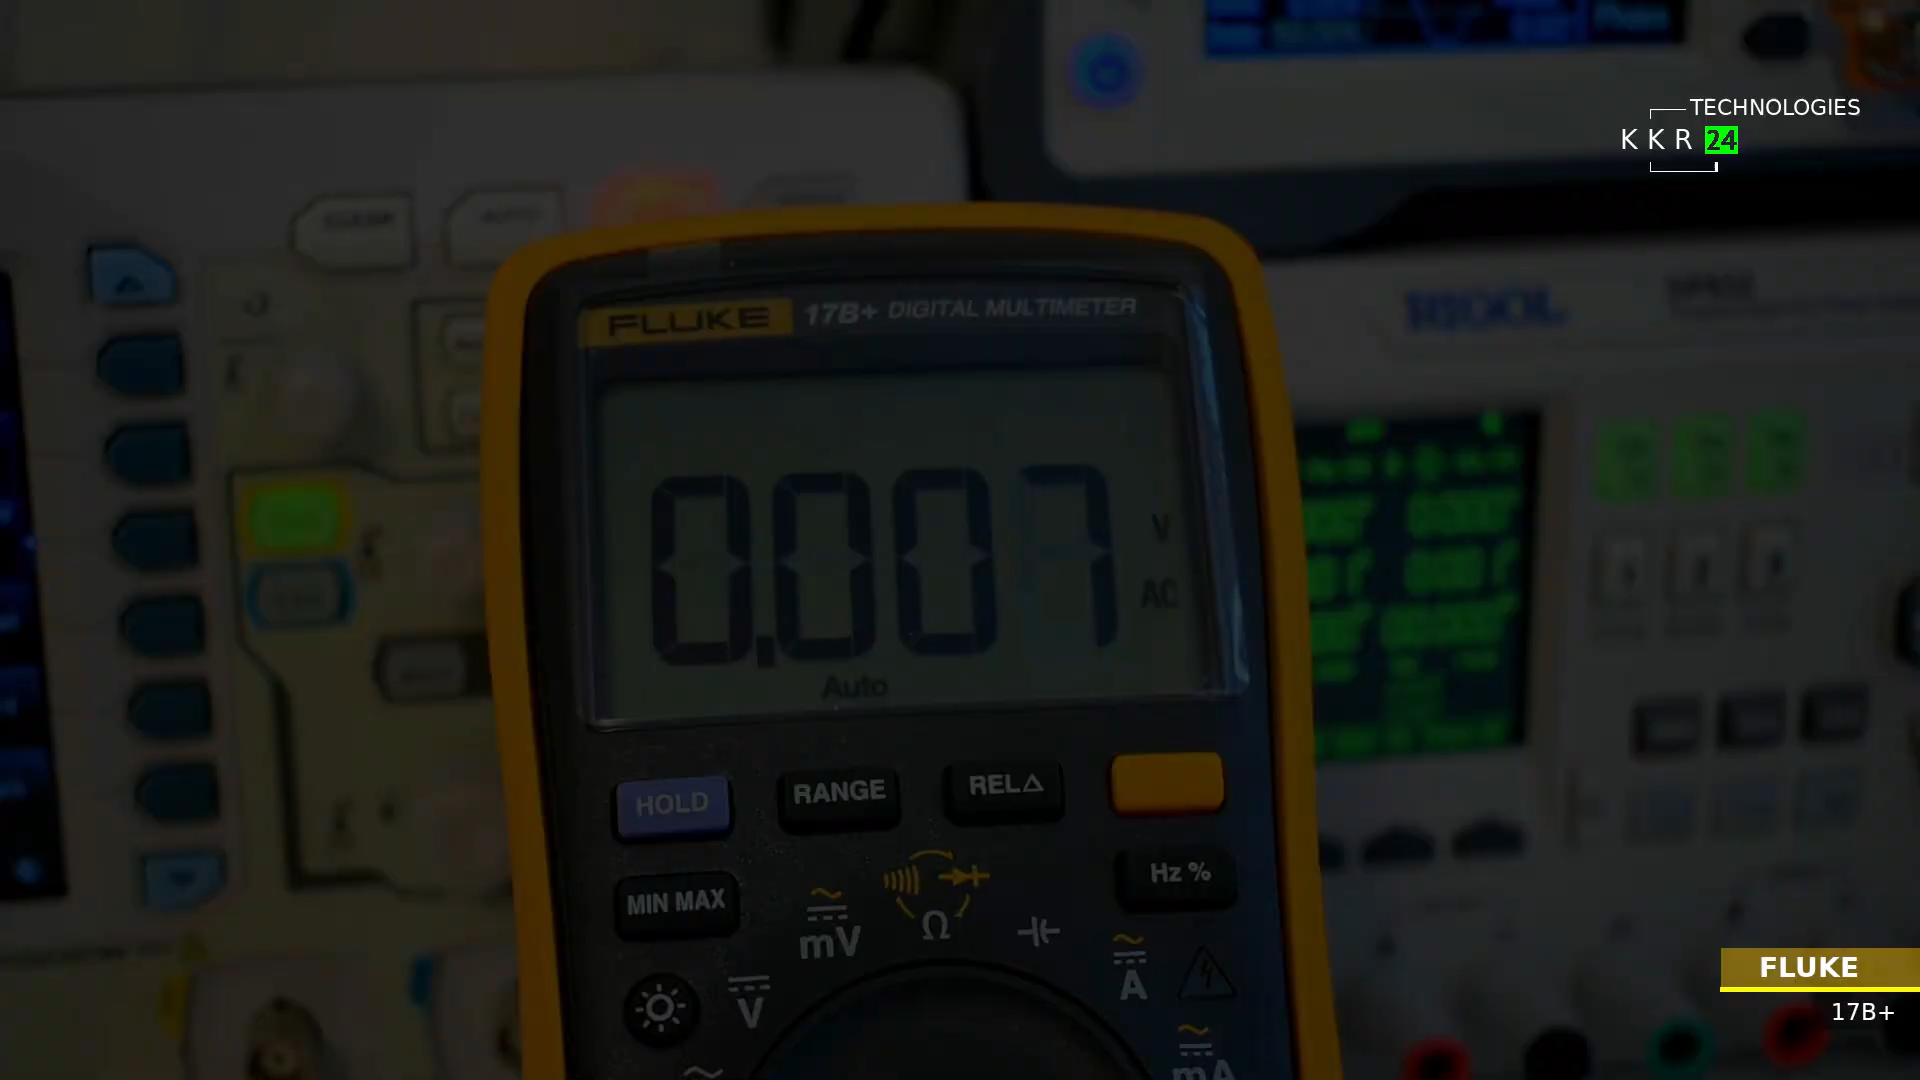 TECHNOLOGIES
K K R 24
RIGOL
FLUKE 17B+ DIGITAL MULTIMETER
0.007
V
AC
Auto
HOLD
RANGE
REL△
MIN MAX
Hz %
mV
Ω
V
A
mA
FLUKE
17B+